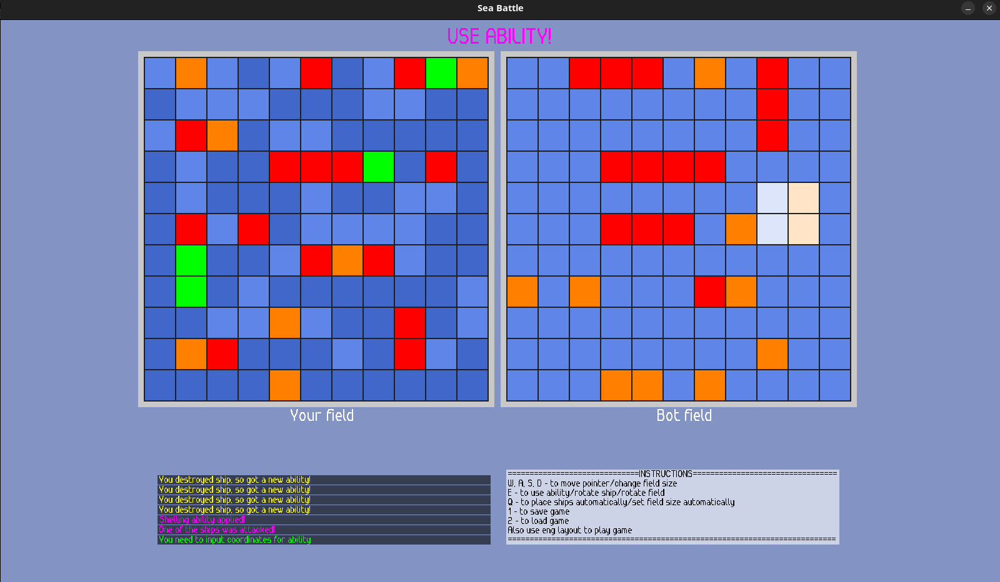 Sea Battle
USE ABILITY!
Your field
Bot field
You destroyed ship, so got a new ability!
You destroyed ship, so got a new ability!
You destroyed ship, so got a new ability!
You destroyed ship, so got a new ability!
Shelling ability applied!
One of the ships was attacked!
You need to input coordinates for ability
==============================INSTRUCTIONS=================================
W, A, S, D - to move pointer/change field size
E - to use ability/rotate ship/rotate field
Q - to place ships automatically/set field size automatically
1 - to save game
2 - to load game
Also use eng layout to play game
===========================================================================